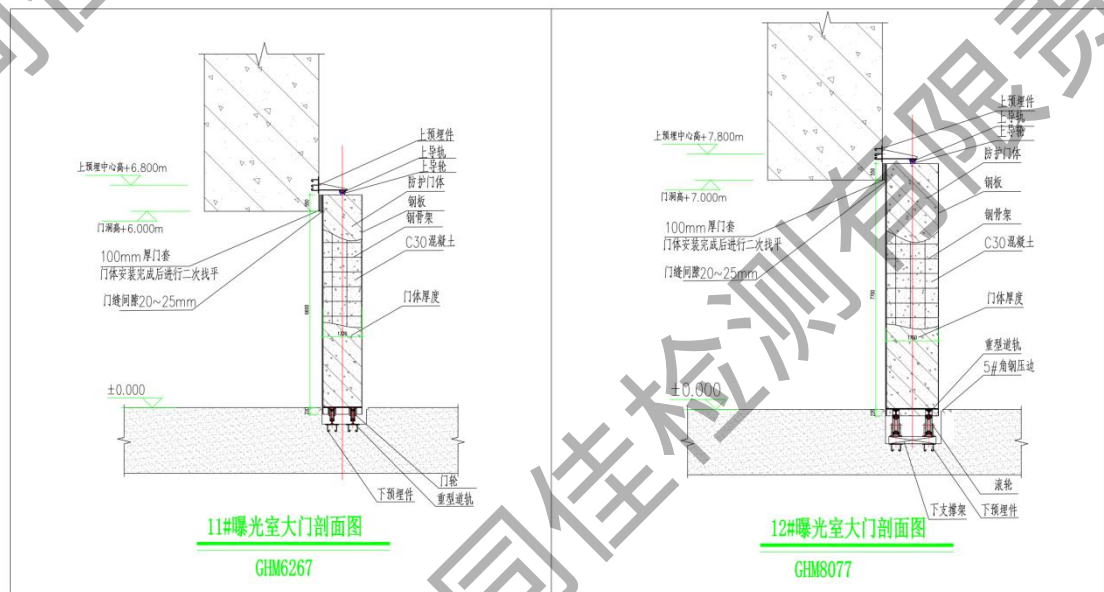 上预埋件
上导轨
上导轮
防护门体
钢板
钢骨架
C30混凝土
上预埋中心高+6.800m
门洞高+6.000m
100mm厚门套
门体安装完成后进行二次找平
门缝间隙20~25mm
门体厚度
±0.000
门轮
下预埋件
重型道轨
11#曝光室大门剖面图
GHM6267
上预埋件
上导轨
上导轮
上预埋中心高+7.800m
防护门体
钢板
门洞高+7.000m
钢骨架
100mm厚门套
门体安装完成后进行二次找平
C30混凝土
门缝间隙20~25mm
门体厚度
重型道轨
5#角钢压边
±0.000
滚轮
下支撑架
下预埋件
12#曝光室大门剖面图
GHM8077
同佳检测有限责